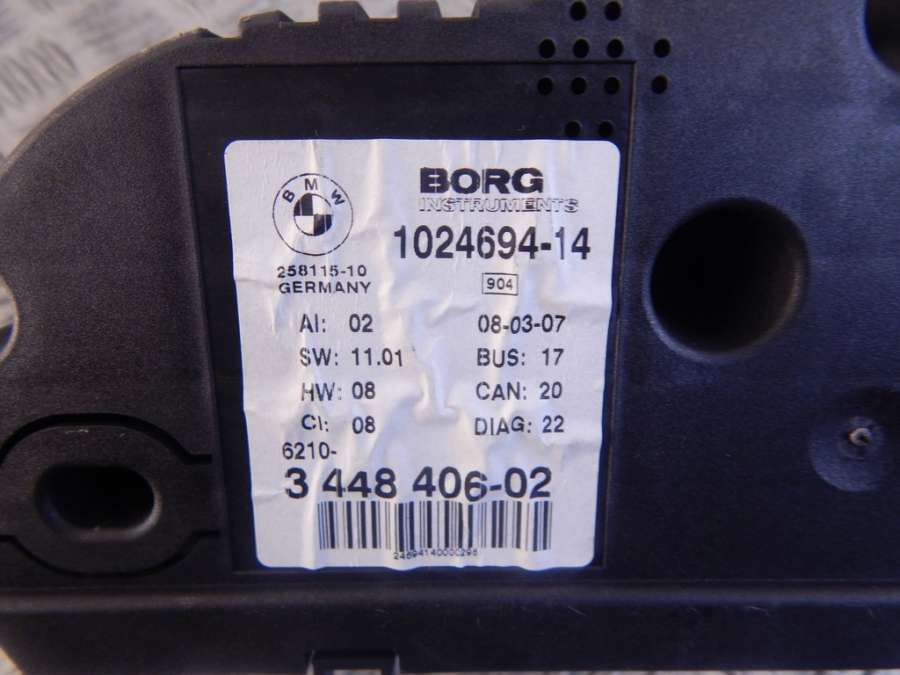 BMW
BORG
INSTRUMENTS
1024694-14
258115-10
GERMANY
904
AI: 02 08-03-07
SW: 11.01 BUS: 17
HW: 08 CAN: 20
CI: 08 DIAG: 22
6210-
3 448 406-02
24694140000296